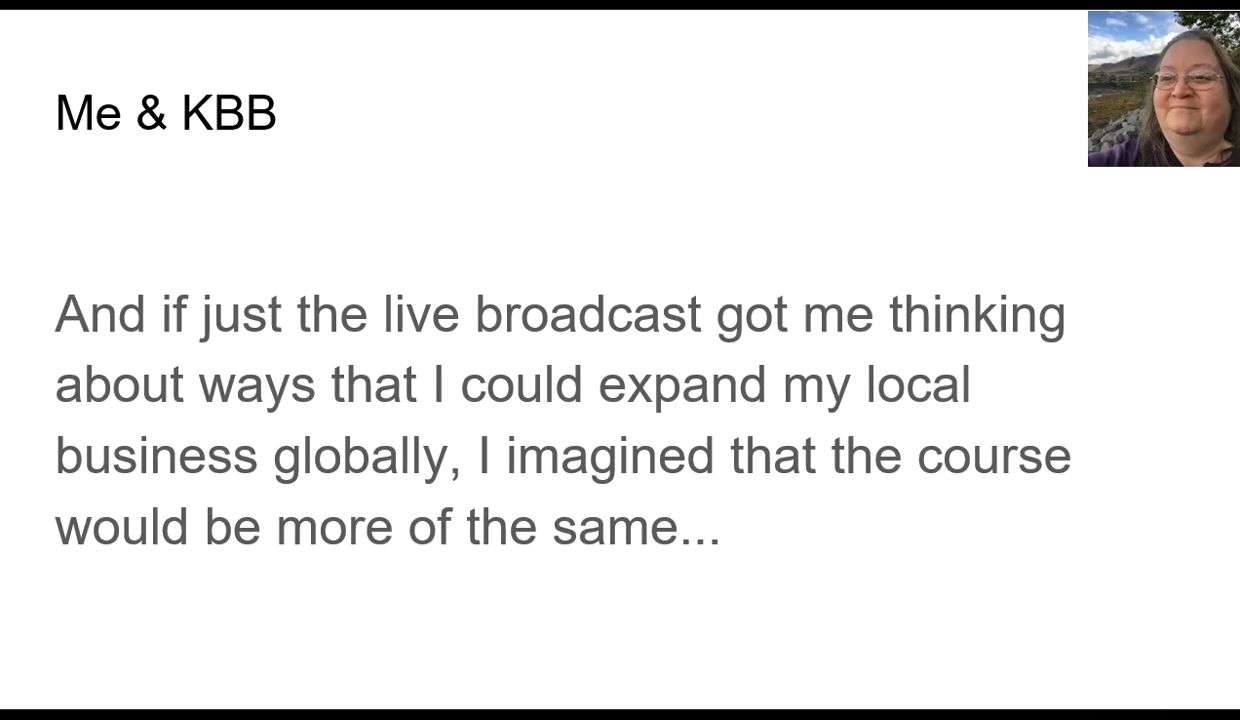 Me & KBB
And if just the live broadcast got me thinking
about ways that I could expand my local
business globally, I imagined that the course
would be more of the same...